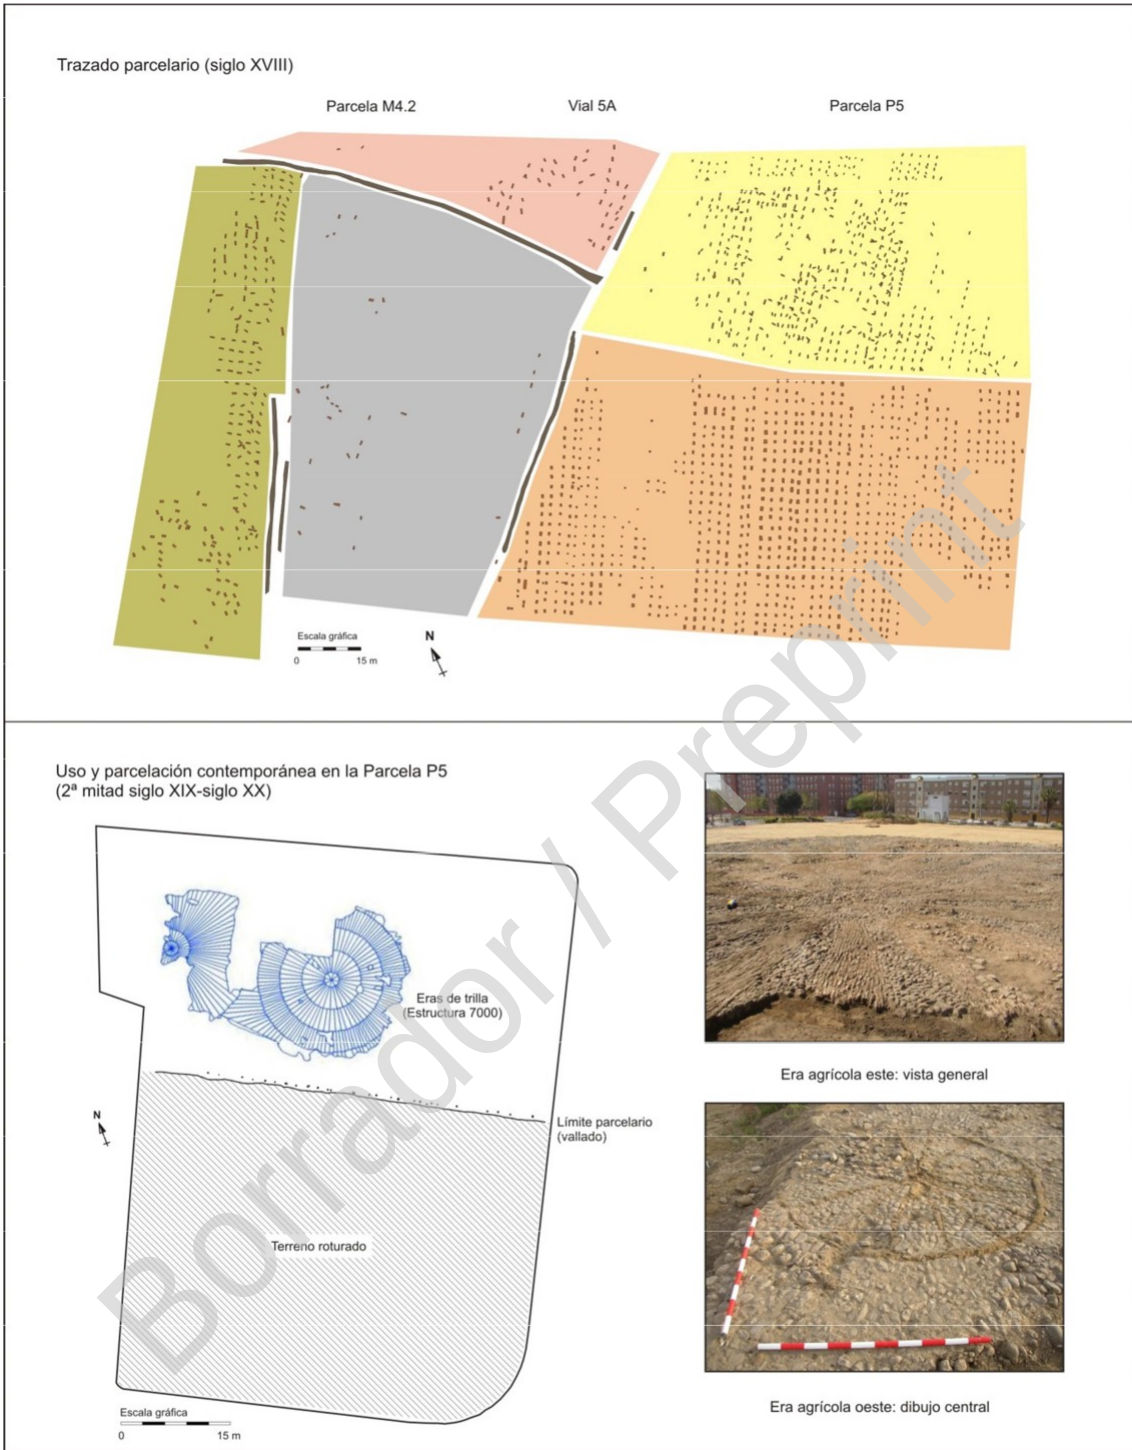 Trazado parcelario (siglo XVIII)
Parcela M4.2
Vial 5A
Parcela P5
Escala gráfica
0 15 m
N
Uso y parcelación contemporánea en la Parcela P5
(2ª mitad siglo XIX-siglo XX)
Eras de trilla
(Estructura 7000)
N
Límite parcelario
(vallado)
Terreno roturado
Escala gráfica
0 15 m
Era agrícola este: vista general
Era agrícola oeste: dibujo central
Borrador / Preprint